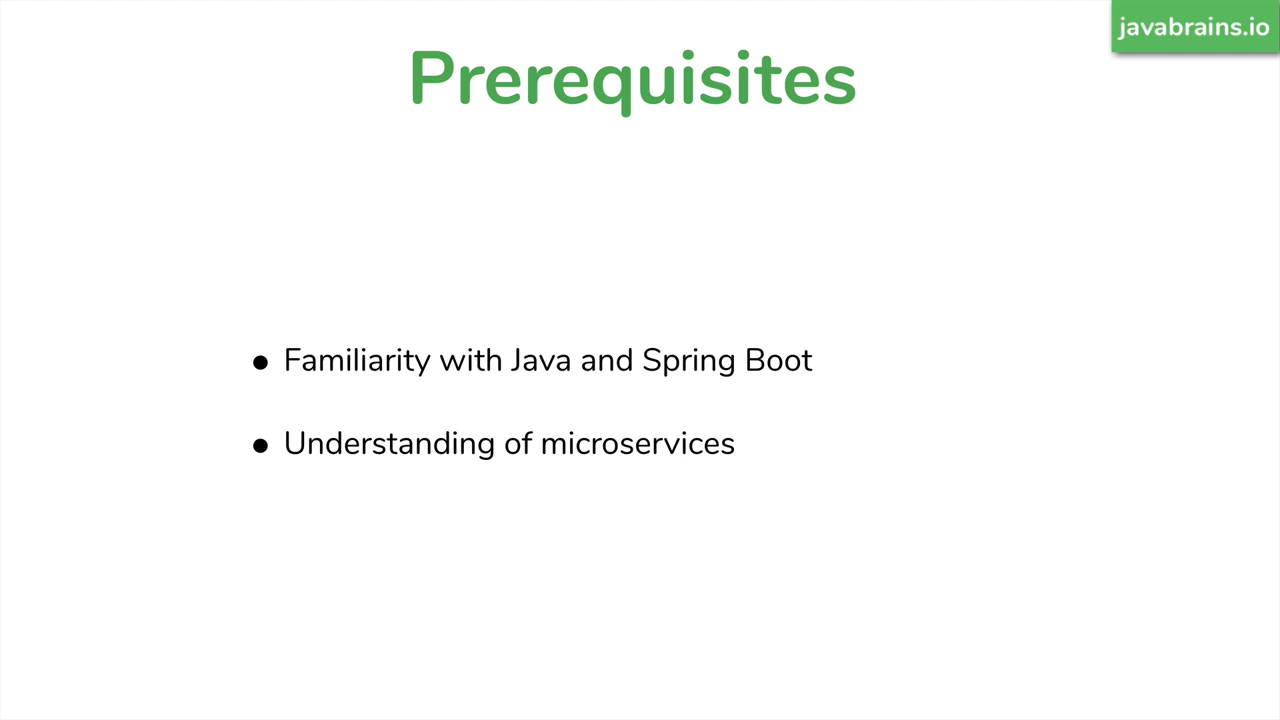 javabrains.io
Prerequisites
● Familiarity with Java and Spring Boot
● Understanding of microservices